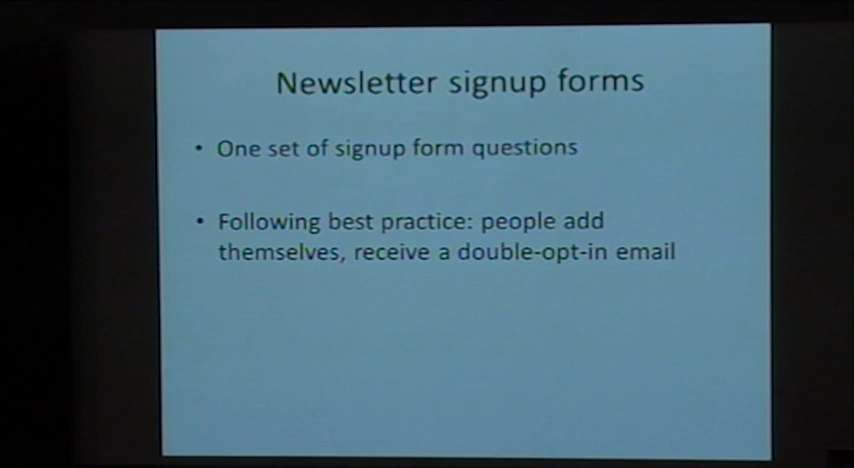 Newsletter signup forms
• One set of signup form questions
• Following best practice: people add
themselves, receive a double-opt-in email